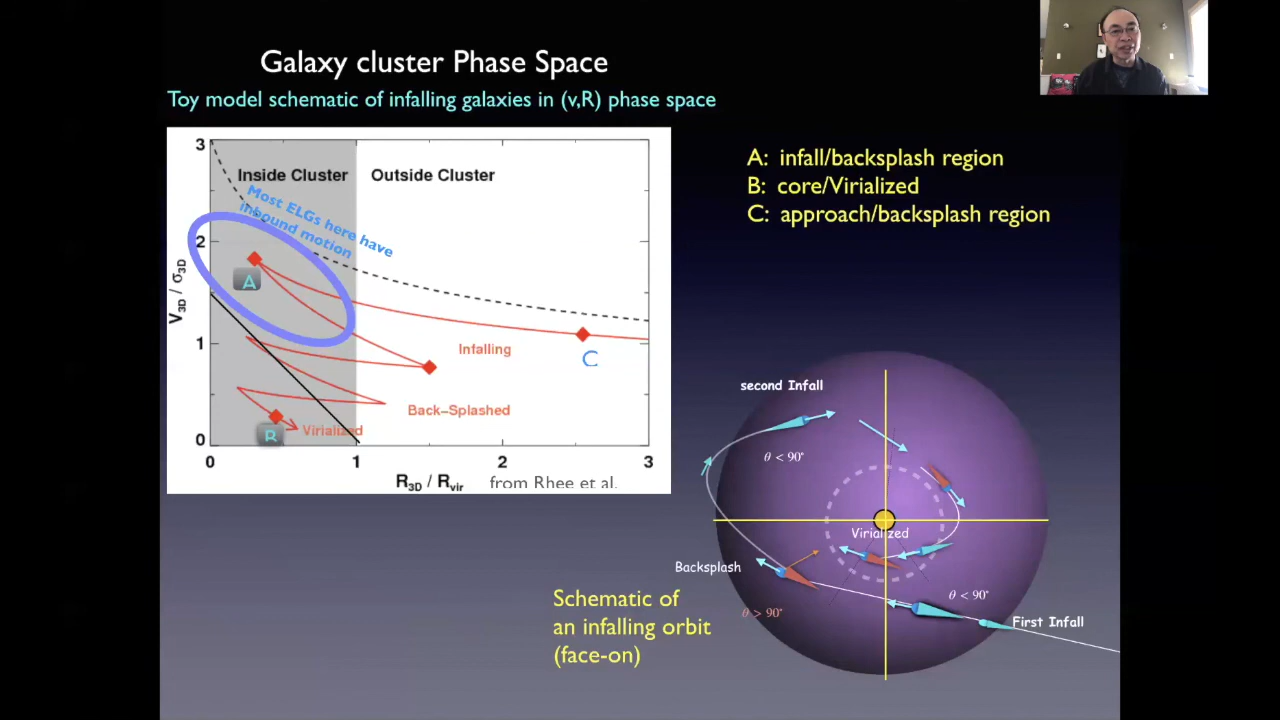 Galaxy cluster Phase Space
Toy model schematic of infalling galaxies in (v,R) phase space
A: infall/backsplash region
B: core/Virialized
C: approach/backsplash region
3
Inside Cluster
Outside Cluster
Most ELGs here have
inbound motion
2
A
V3D / σ3D
1
Infalling
C
Back-Splashed
B
Virialized
0
0
1
2
3
R3D / Rvir
from Rhee et al.
second Infall
θ < 90°
Virialized
Backsplash
θ < 90°
θ > 90°
First Infall
Schematic of
an infalling orbit
(face-on)